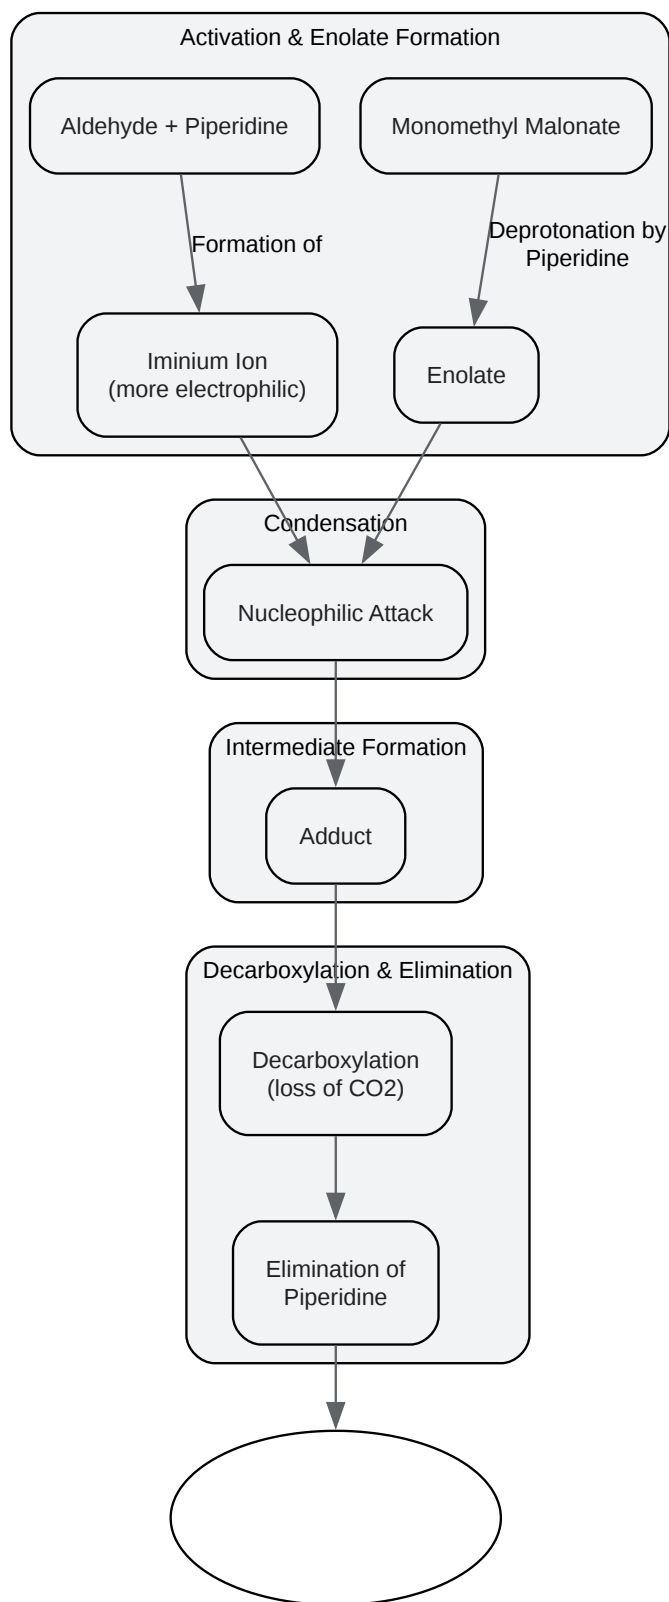 Activation & Enolate Formation
Aldehyde + Piperidine
Monomethyl Malonate
Formation of
Deprotonation by
Piperidine
Iminium Ion
(more electrophilic)
Enolate
Condensation
Nucleophilic Attack
Intermediate Formation
Adduct
Decarboxylation & Elimination
Decarboxylation
(loss of CO2)
Elimination of
Piperidine